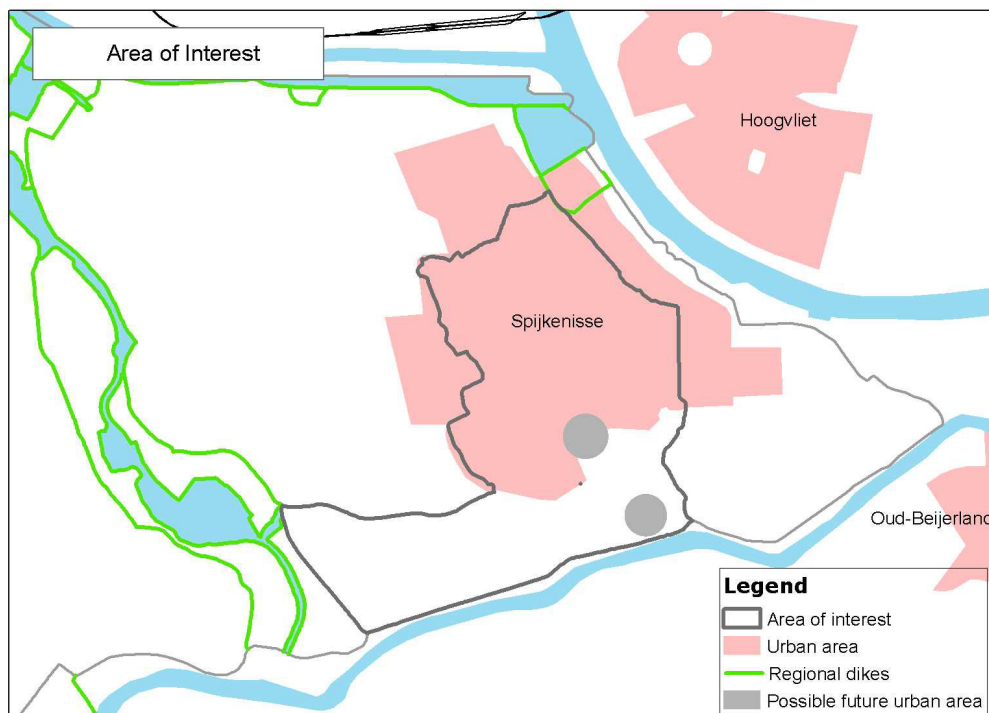 Area of Interest
Hoogvliet
Spijkenisse
Oud-Beijerland
Legend
Area of interest
Urban area
Regional dikes
Possible future urban area